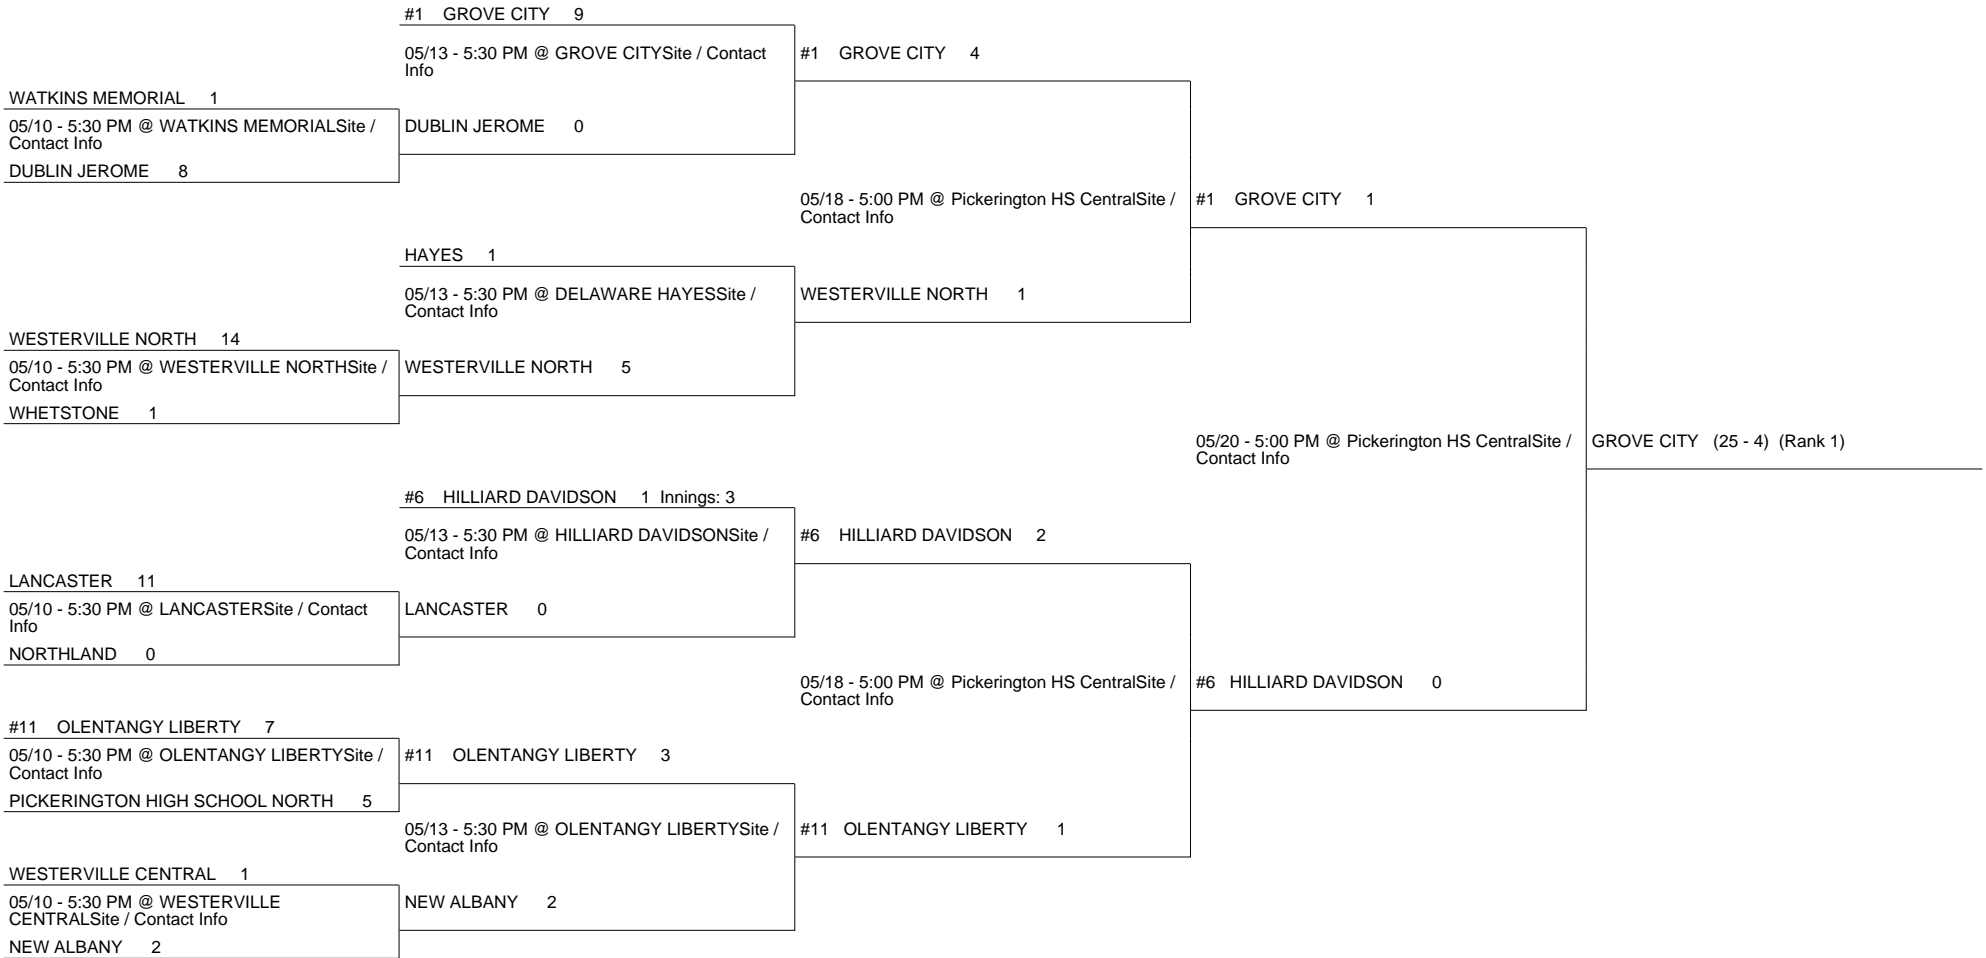 #1 GROVE CITY 9
05/13 - 5:30 PM @ GROVE CITYSite / Contact
Info
#1 GROVE CITY 4
WATKINS MEMORIAL 1
05/10 - 5:30 PM @ WATKINS MEMORIALSite /
Contact Info
DUBLIN JEROME 0
DUBLIN JEROME 8
05/18 - 5:00 PM @ Pickerington HS CentralSite /
Contact Info
#1 GROVE CITY 1
HAYES 1
05/13 - 5:30 PM @ DELAWARE HAYESSite /
Contact Info
WESTERVILLE NORTH 1
WESTERVILLE NORTH 14
05/10 - 5:30 PM @ WESTERVILLE NORTHSite /
Contact Info
WESTERVILLE NORTH 5
WHETSTONE 1
05/20 - 5:00 PM @ Pickerington HS CentralSite /
Contact Info
GROVE CITY (25 - 4) (Rank 1)
#6 HILLIARD DAVIDSON 1 Innings: 3
05/13 - 5:30 PM @ HILLIARD DAVIDSONSite /
Contact Info
#6 HILLIARD DAVIDSON 2
LANCASTER 11
05/10 - 5:30 PM @ LANCASTERSite / Contact
Info
LANCASTER 0
NORTHLAND 0
05/18 - 5:00 PM @ Pickerington HS CentralSite /
Contact Info
#6 HILLIARD DAVIDSON 0
#11 OLENTANGY LIBERTY 7
05/10 - 5:30 PM @ OLENTANGY LIBERTYSite /
Contact Info
#11 OLENTANGY LIBERTY 3
PICKERINGTON HIGH SCHOOL NORTH 5
05/13 - 5:30 PM @ OLENTANGY LIBERTYSite /
Contact Info
#11 OLENTANGY LIBERTY 1
WESTERVILLE CENTRAL 1
05/10 - 5:30 PM @ WESTERVILLE
CENTRALSite / Contact Info
NEW ALBANY 2
NEW ALBANY 2